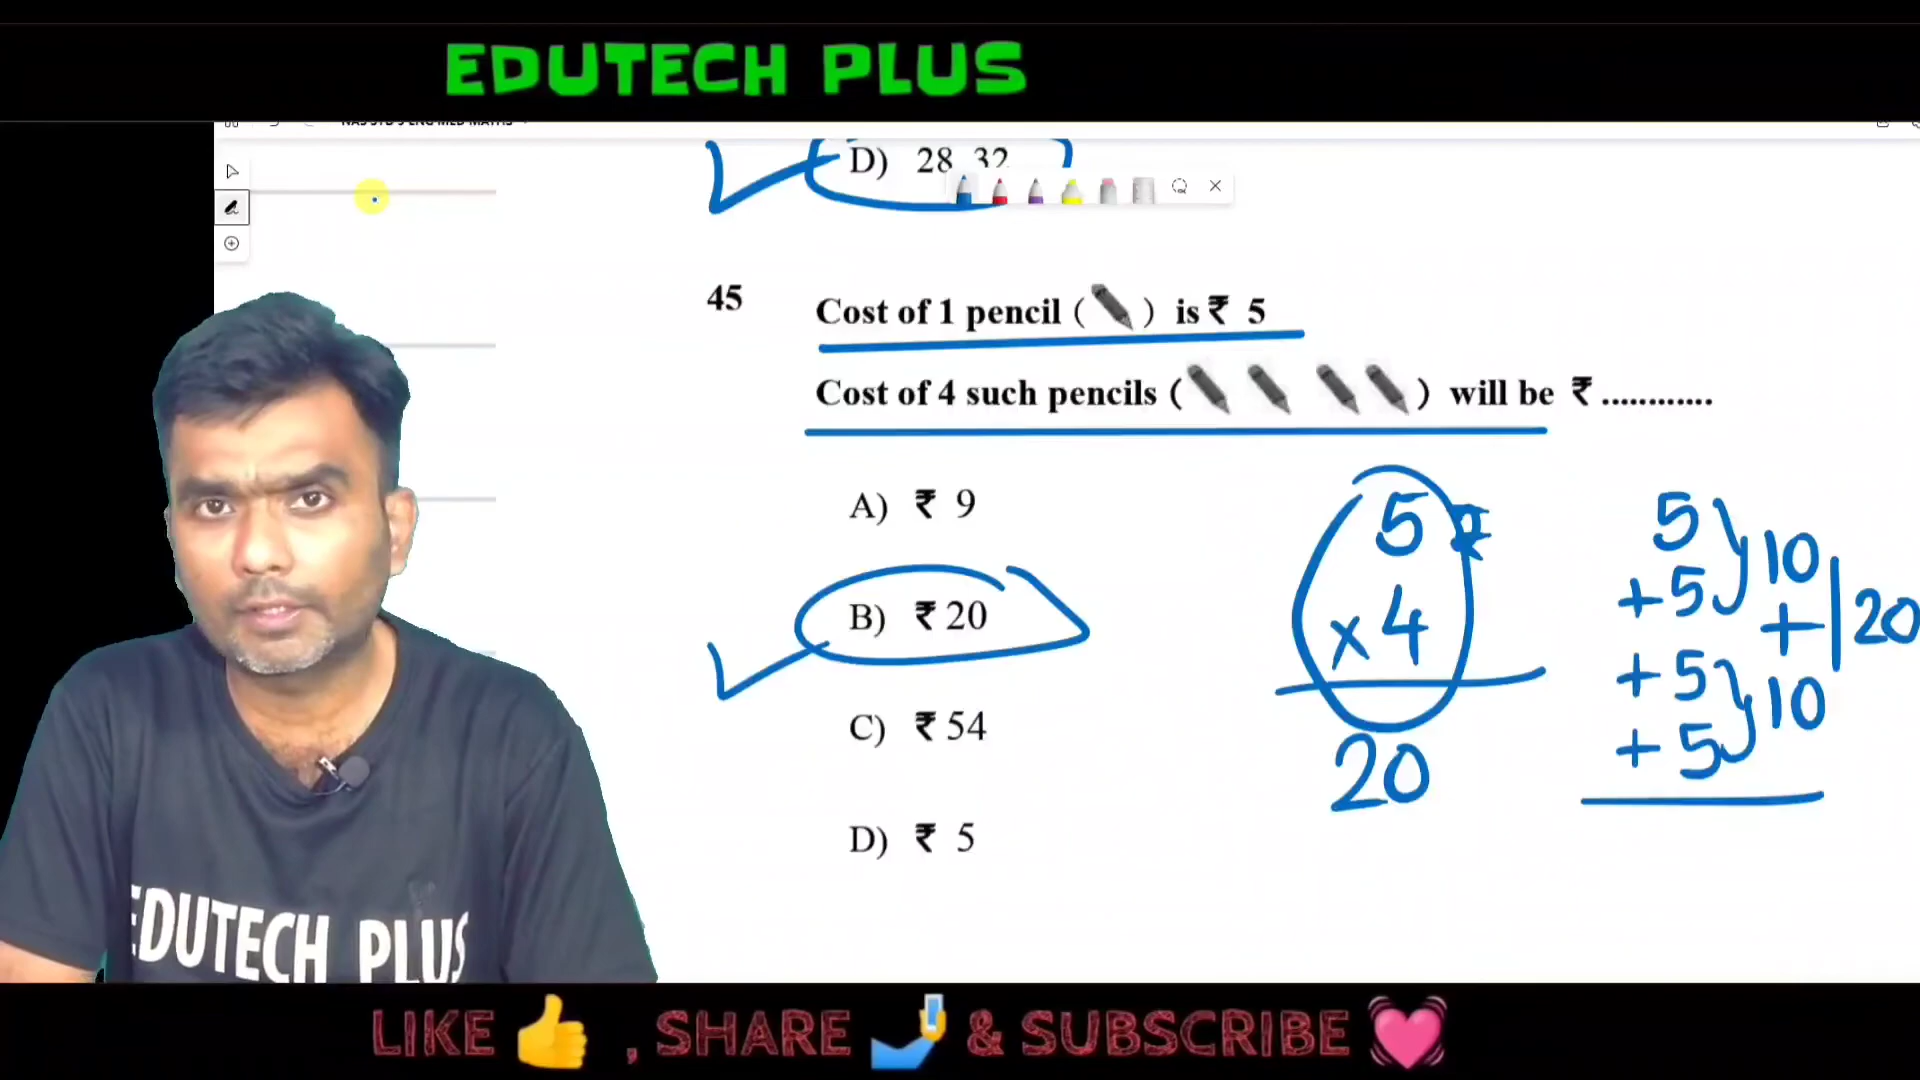 EDUTECH PLUS
D) 28 32
45 Cost of 1 pencil ( ) is ₹ 5
Cost of 4 such pencils ( ) will be ₹ ............
A) ₹ 9
B) ₹ 20
C) ₹ 54
D) ₹ 5
5 ₹
× 4
20
5
+5
+5
+5
10
+
10
20
EDUTECH PLUS
LIKE 👍 , SHARE 🤳 & SUBSCRIBE 💓